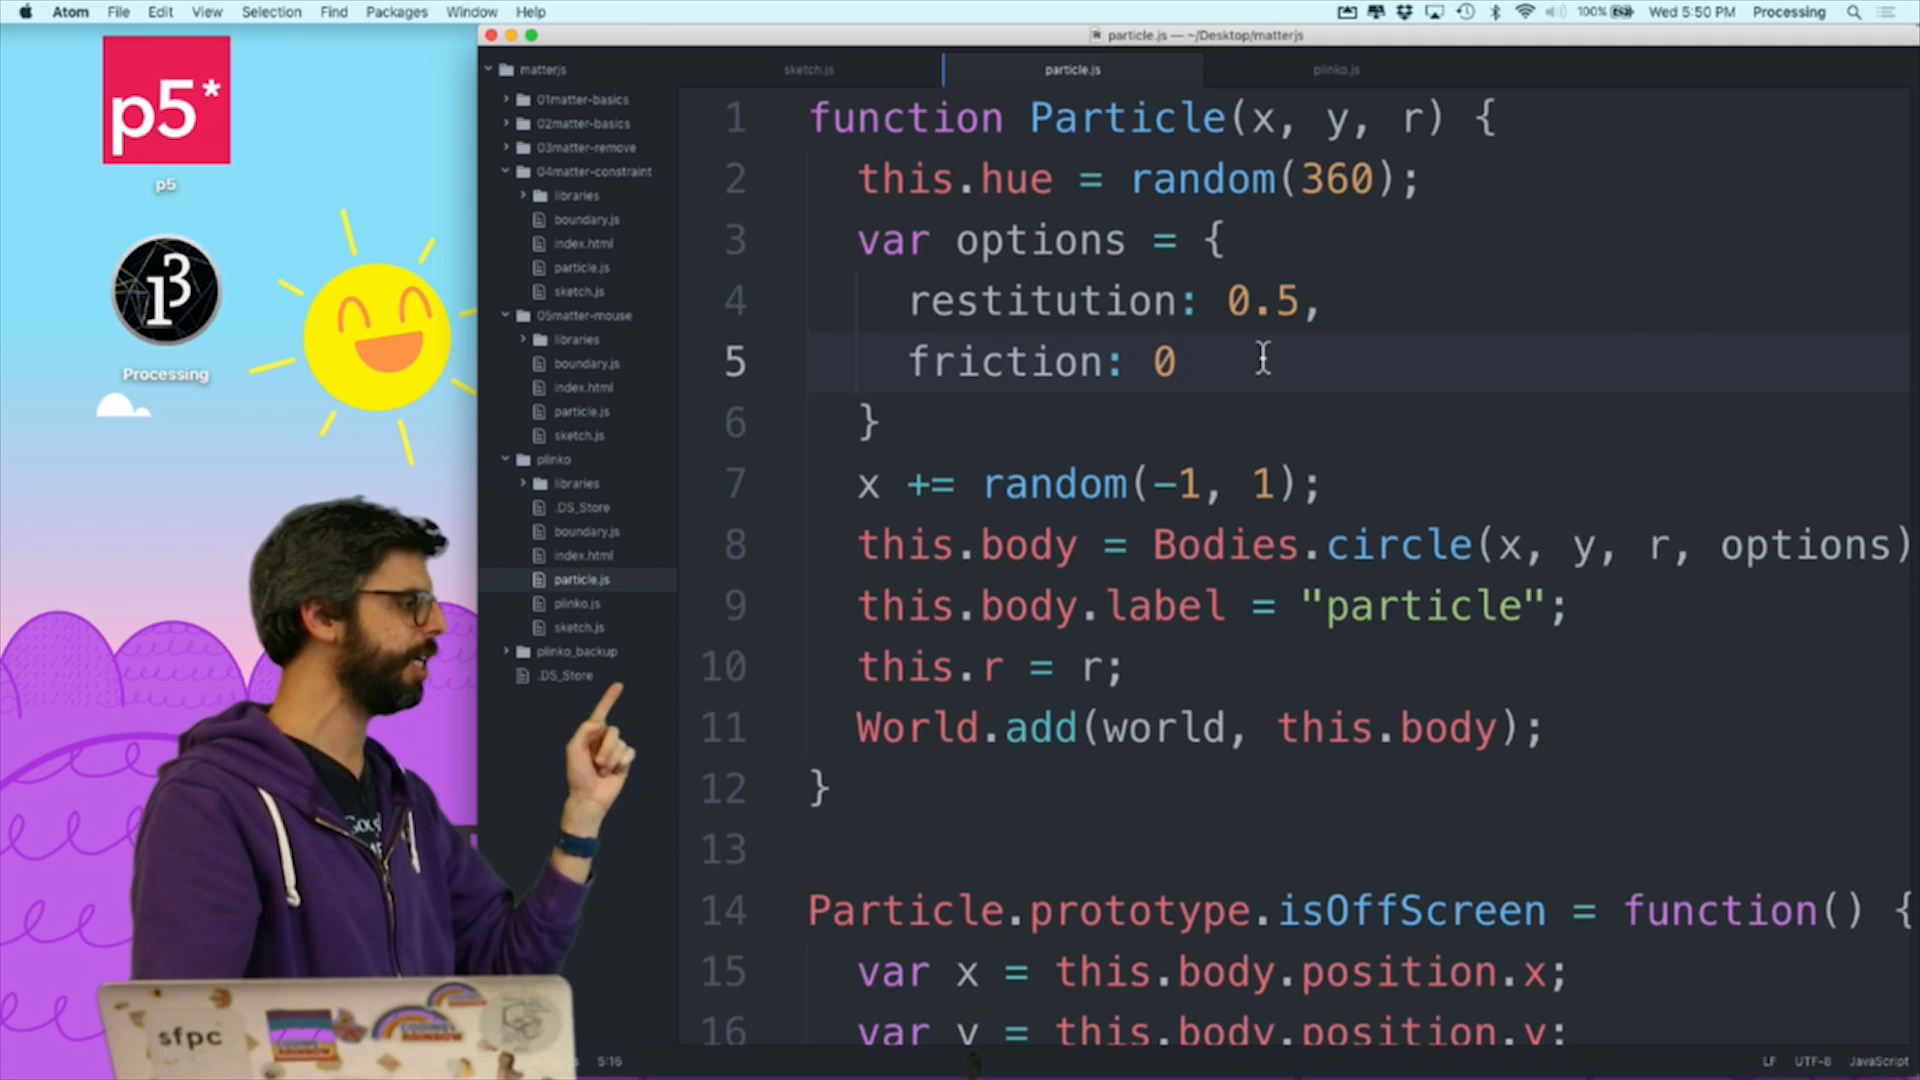 Atom File Edit View Selection Find Packages Window Help
100% Wed 5:50 PM Processing
particle.js — ~/Desktop/matterjs
p5*
p5
Processing
matterjs
01matter-basics
02matter-basics
03matter-remove
04matter-constraint
libraries
boundary.js
index.html
particle.js
sketch.js
05matter-mouse
libraries
boundary.js
index.html
particle.js
sketch.js
plinko
libraries
.DS_Store
boundary.js
index.html
particle.js
plinko.js
sketch.js
plinko_backup
.DS_Store
sketch.js particle.js plinko.js
1 function Particle(x, y, r) {
2 this.hue = random(360);
3 var options = {
4 restitution: 0.5,
5 friction: 0
6 }
7 x += random(-1, 1);
8 this.body = Bodies.circle(x, y, r, options)
9 this.body.label = "particle";
10 this.r = r;
11 World.add(world, this.body);
12 }
13
14 Particle.prototype.isOffScreen = function() {
15 var x = this.body.position.x;
16 var y = this.body.position.y;
sfpc
CODING
RAINBOW
5:16
LF UTF-8 JavaScript